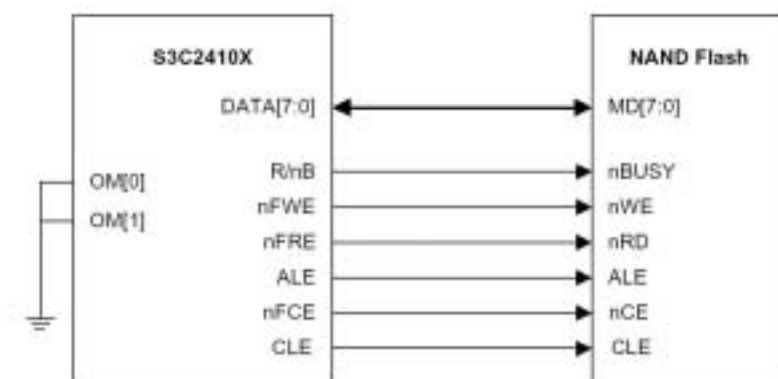 S3C2410X
NAND Flash
DATA[7:0]
MD[7:0]
OM[0]
R/nB
nBUSY
OM[1]
nFWE
nWE
nFRE
nRD
ALE
ALE
nFCE
nCE
CLE
CLE